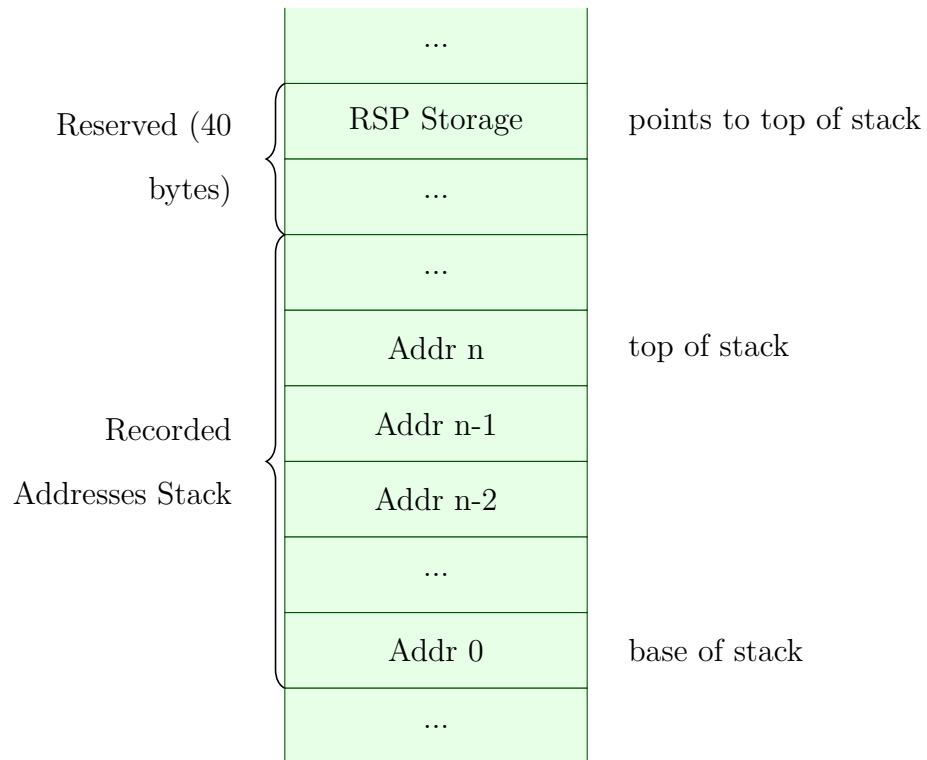 ...
Reserved (40
bytes)
RSP Storage
points to top of stack
...
...
Addr n
top of stack
Recorded
Addresses Stack
Addr n-1
Addr n-2
...
Addr 0
base of stack
...